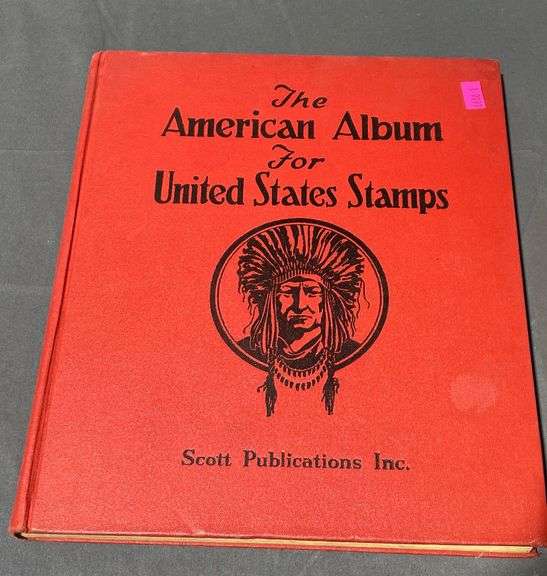 The
American Album
For
United States Stamps
Scott Publications Inc.